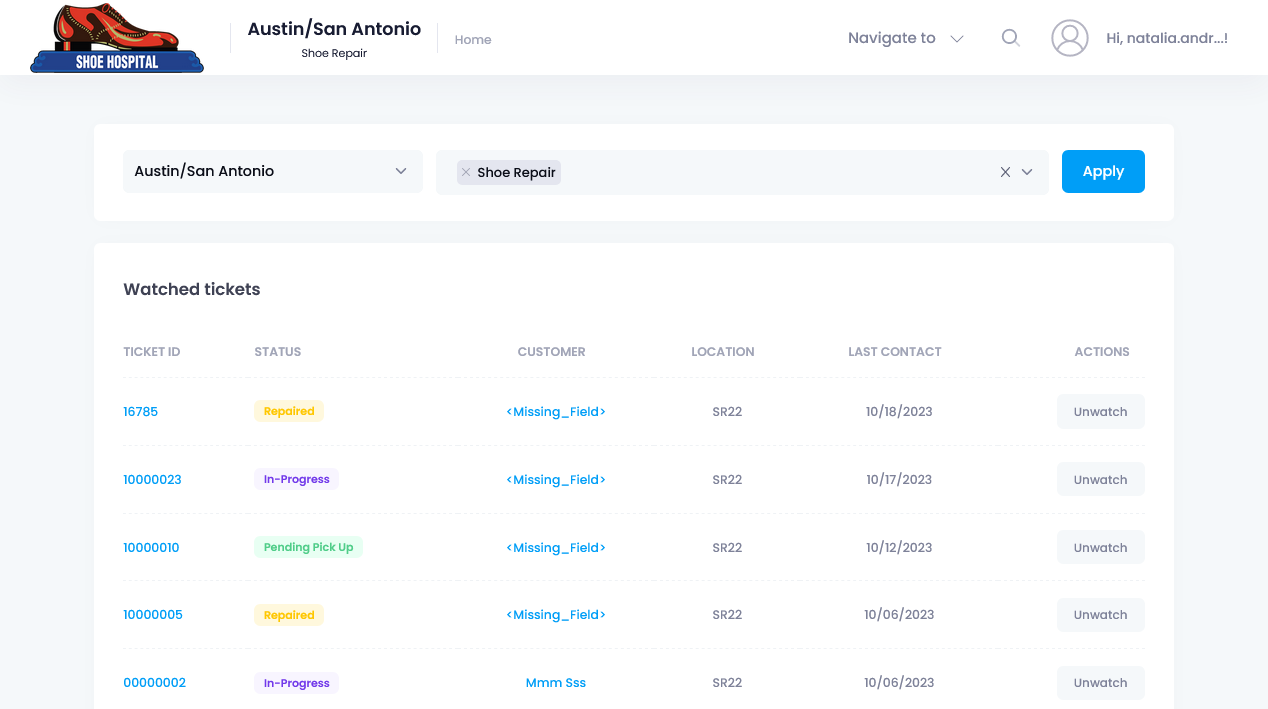 SHOE HOSPITAL
Austin/San Antonio
Shoe Repair
Home
Navigate to
Hi, natalia.andr...!
Austin/San Antonio
Shoe Repair
Apply
Watched tickets
TICKET ID STATUS CUSTOMER LOCATION LAST CONTACT ACTIONS
16785 Repaired <Missing_Field> SR22 10/18/2023 Unwatch
10000023 In-Progress <Missing_Field> SR22 10/17/2023 Unwatch
10000010 Pending Pick Up <Missing_Field> SR22 10/12/2023 Unwatch
10000005 Repaired <Missing_Field> SR22 10/06/2023 Unwatch
00000002 In-Progress Mmm Sss SR22 10/06/2023 Unwatch